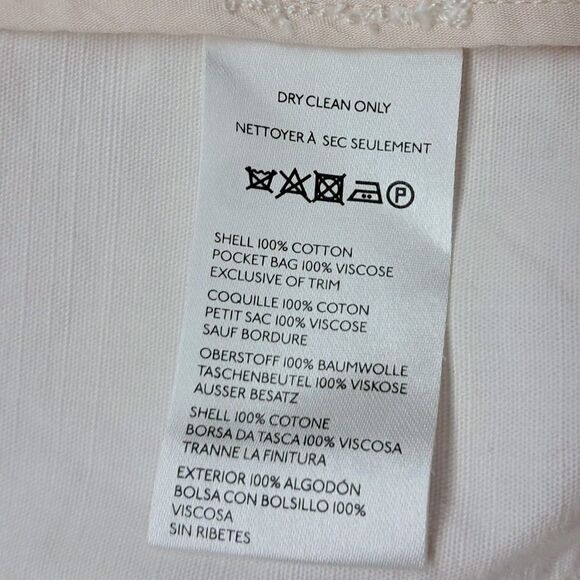 DRY CLEAN ONLY
NETTOYER À SEC SEULEMENT
P
SHELL 100% COTTON
POCKET BAG 100% VISCOSE
EXCLUSIVE OF TRIM
COQUILLE 100% COTON
PETIT SAC 100% VISCOSE
SAUF BORDURE
OBERSTOFF 100% BAUMWOLLE
TASCHENBEUTEL 100% VISKOSE
AUSSER BESATZ
SHELL 100% COTONE
BORSA DA TASCA 100% VISCOSA
TRANNE LA FINITURA
EXTERIOR 100% ALGODÓN
BOLSA CON BOLSILLO 100%
VISCOSA
SIN RIBETES